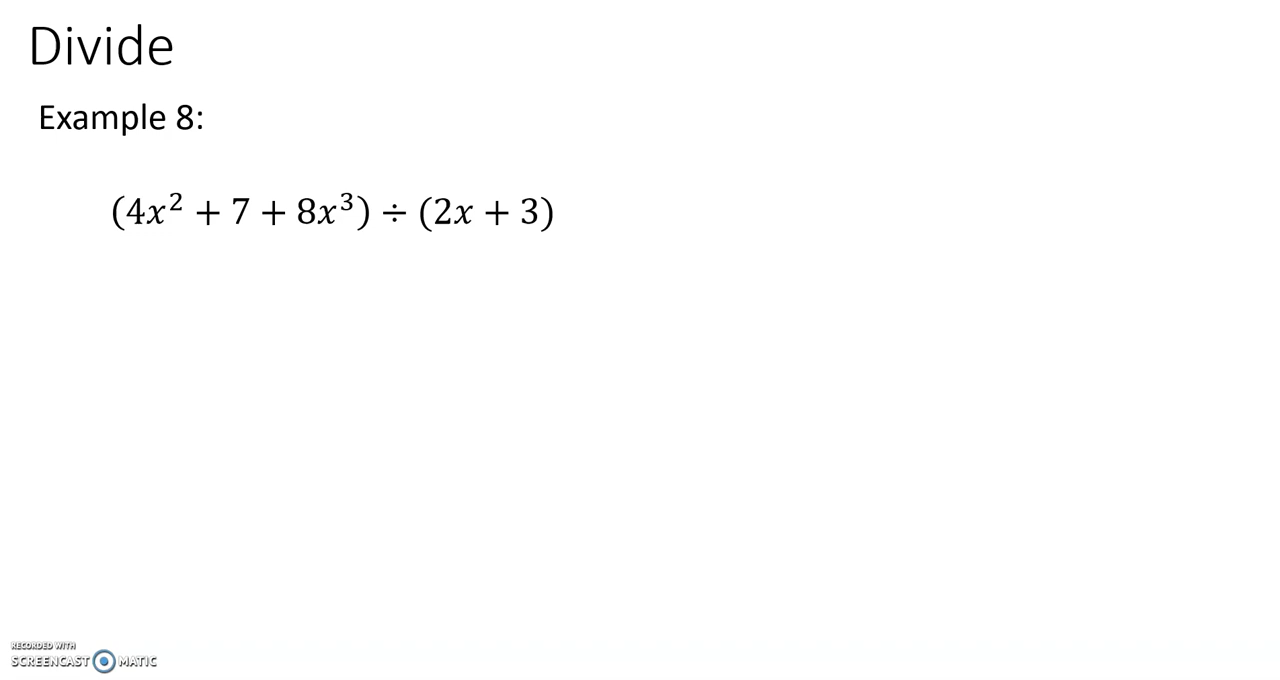 Divide
Example 8:
(4x² + 7 + 8x³) ÷ (2x + 3)
RECORDED WITH
SCREENCAST MATIC